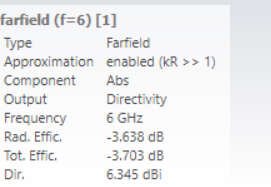 farfield (f=6) [1]
Type Farfield
Approximation enabled (kR >> 1)
Component Abs
Output Directivity
Frequency 6 GHz
Rad. Effic. -3.638 dB
Tot. Effic. -3.703 dB
Dir. 6.345 dBi